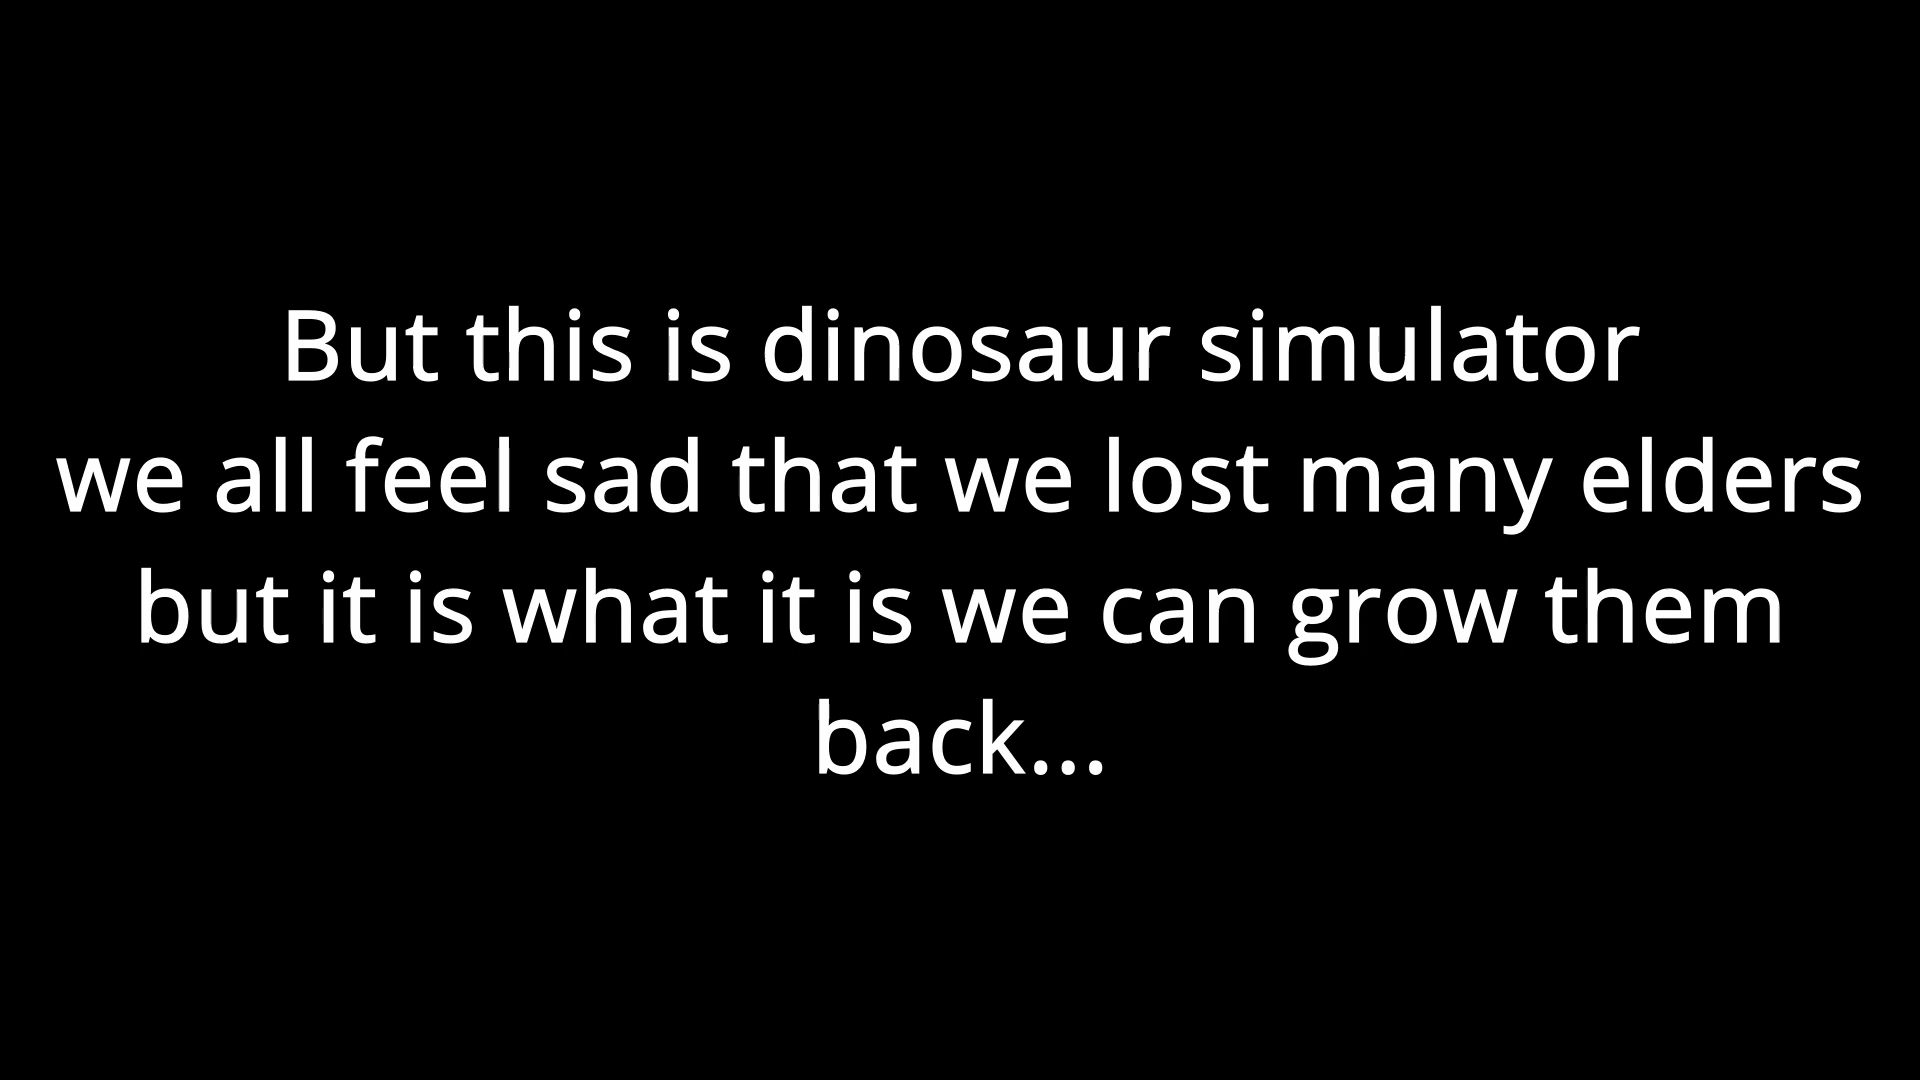 But this is dinosaur simulator
we all feel sad that we lost many elders
but it is what it is we can grow them
back...